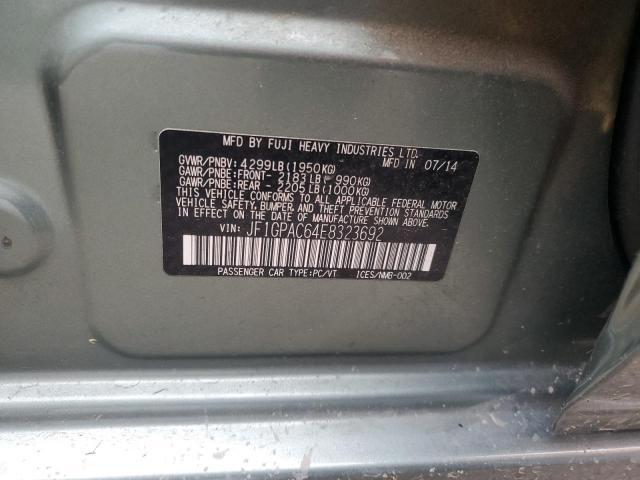 MFD BY FUJI HEAVY INDUSTRIES LTD.
GVWR/PNBV: 4299LB(1950KG) MFD IN 07/14
GAWR/PNBE:FRONT- 2183LB( 990KG)
GAWR/PNBE:REAR - 2205LB(1000KG)
THIS VEHICLE CONFORMS TO ALL APPLICABLE FEDERAL MOTOR
VEHICLE SAFETY, BUMPER, AND THEFT PREVENTION STANDARDS
IN EFFECT ON THE DATE OF MANUFACTURE SHOWN ABOVE.
VIN: JF1GPAC64E8323692
PASSENGER CAR TYPE:PC/VT ICES/NMB-002